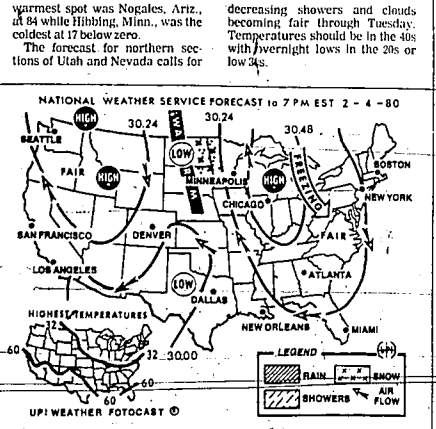 warmest spot was Nogales, Ariz.,
at 84 while Hibbing, Minn., was the
coldest at 17 below zero.
The forecast for northern sec-
tions of Utah and Nevada calls for
decreasing showers and clouds
becoming fair through Tuesday.
Temperatures should be in the 40s
with overnight lows in the 20s or
low 30s.
NATIONAL WEATHER SERVICE FORECAST to 7 PM EST 2 - 4 - 80
HIGH
30.24
30.24
30.48
SEATTLE
WARM
LOW
FREEZING
BOSTON
FAIR
HIGH
MINNEAPOLIS
HIGH
CHICAGO
NEW YORK
SAN FRANCISCO
DENVER
FAIR
LOS ANGELES
LOW
DALLAS
ATLANTA
HIGHEST TEMPERATURES
32
NEW ORLEANS
MIAMI
60
32
30.00
60
60
LEGEND
UPI
RAIN
SNOW
SHOWERS
AIR
FLOW
UPI WEATHER FOTOCAST ®